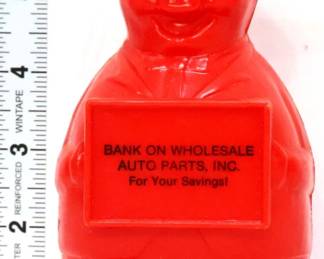 BANK ON WHOLESALE
AUTO PARTS, INC.
For Your Savings!
4
WINTAPE
3
REINFORCED
2